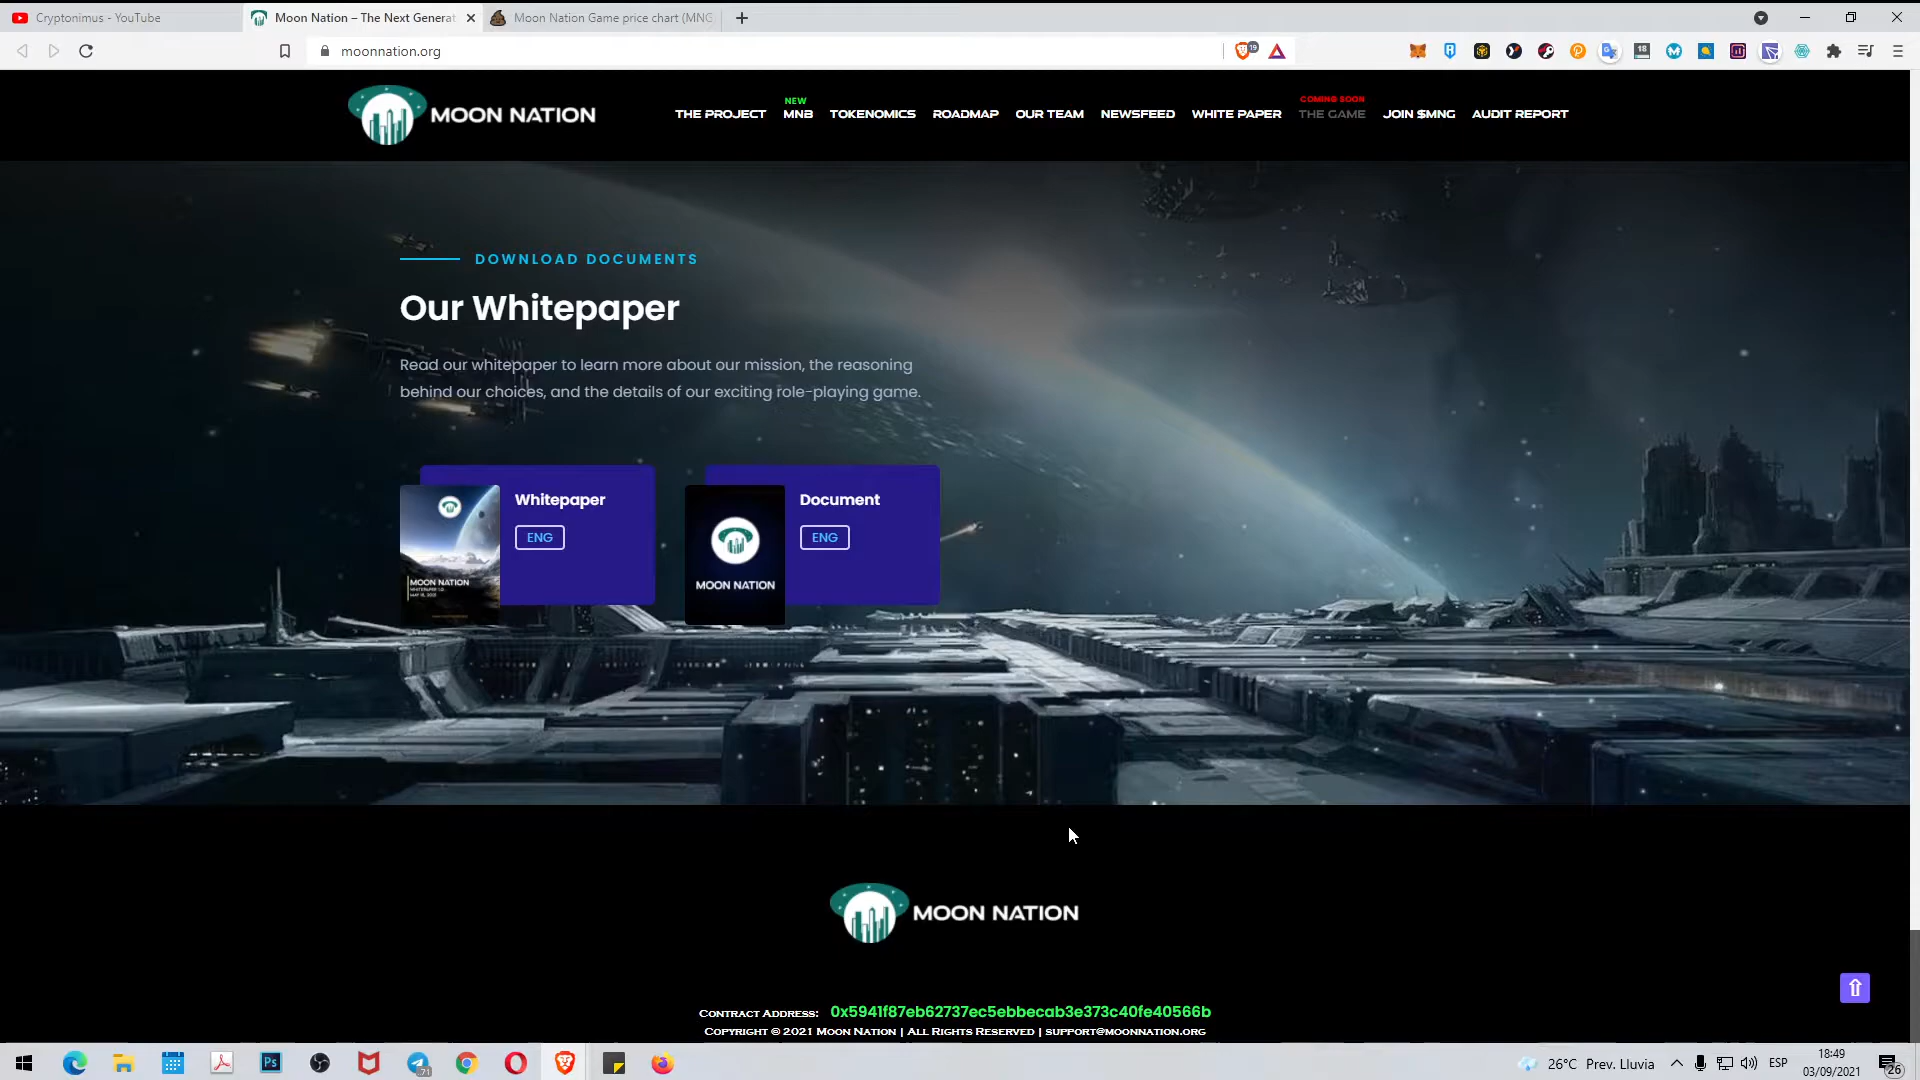 Cryptonimus - YouTube
Moon Nation – The Next Generat
Moon Nation Game price chart (MNG
moonnation.org
19
18
MOON NATION
THE PROJECT
NEW
MNB
TOKENOMICS
ROADMAP
OUR TEAM
NEWSFEED
WHITE PAPER
COMING SOON
THE GAME
JOIN $MNG
AUDIT REPORT
DOWNLOAD DOCUMENTS
Our Whitepaper
Read our whitepaper to learn more about our mission, the reasoning
behind our choices, and the details of our exciting role-playing game.
Whitepaper
ENG
MOON NATION
Document
ENG
MOON NATION
MOON NATION
Contract Address: 0x5941f87eb62737ec5ebbecab3e373c40fe40566b
Copyright © 2021 Moon Nation | All Rights Reserved | support@moonnation.org
Ps
71
26°C Prev. Lluvia
ESP
18:49
03/09/2021
26